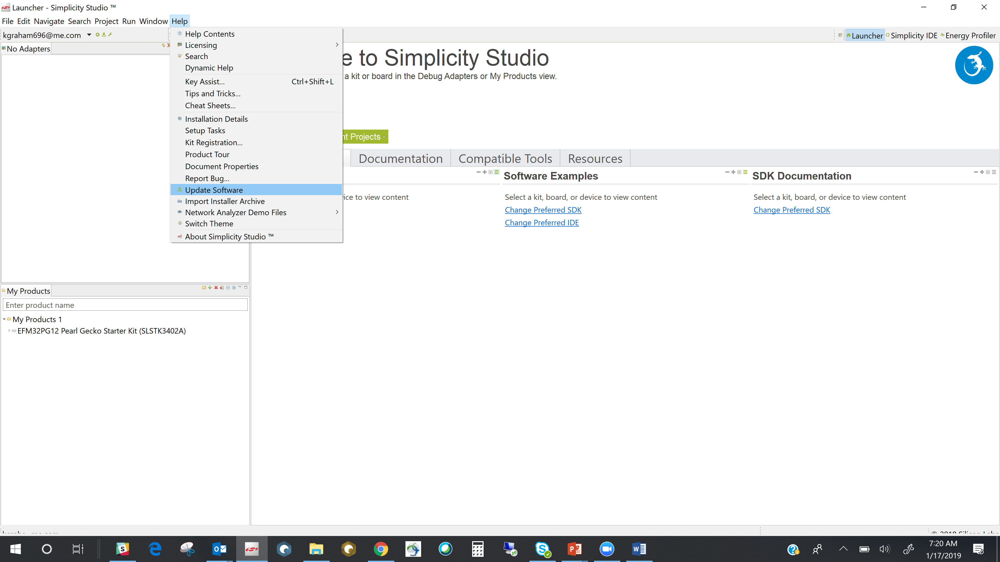 Launcher - Simplicity Studio ™
File Edit Navigate Search Project Run Window Help
kgraham696@me.com
Launcher Simplicity IDE Energy Profiler
No Adapters
Help Contents
Licensing
Search
Dynamic Help
Key Assist... Ctrl+Shift+L
Tips and Tricks...
Cheat Sheets...
Installation Details
Setup Tasks
Kit Registration...
Product Tour
Document Properties
Report Bug...
Update Software
Import Installer Archive
Network Analyzer Demo Files
Switch Theme
About Simplicity Studio ™
e to Simplicity Studio
a kit or board in the Debug Adapters or My Products view.
nt Projects
Documentation Compatible Tools Resources
ice to view content
Software Examples
Select a kit, board, or device to view content
Change Preferred SDK
Change Preferred IDE
SDK Documentation
Select a kit, board, or device to view content
Change Preferred SDK
My Products
Enter product name
My Products 1
EFM32PG12 Pearl Gecko Starter Kit (SLSTK3402A)
© 2018 Silicon Labs
7:20 AM
1/17/2019